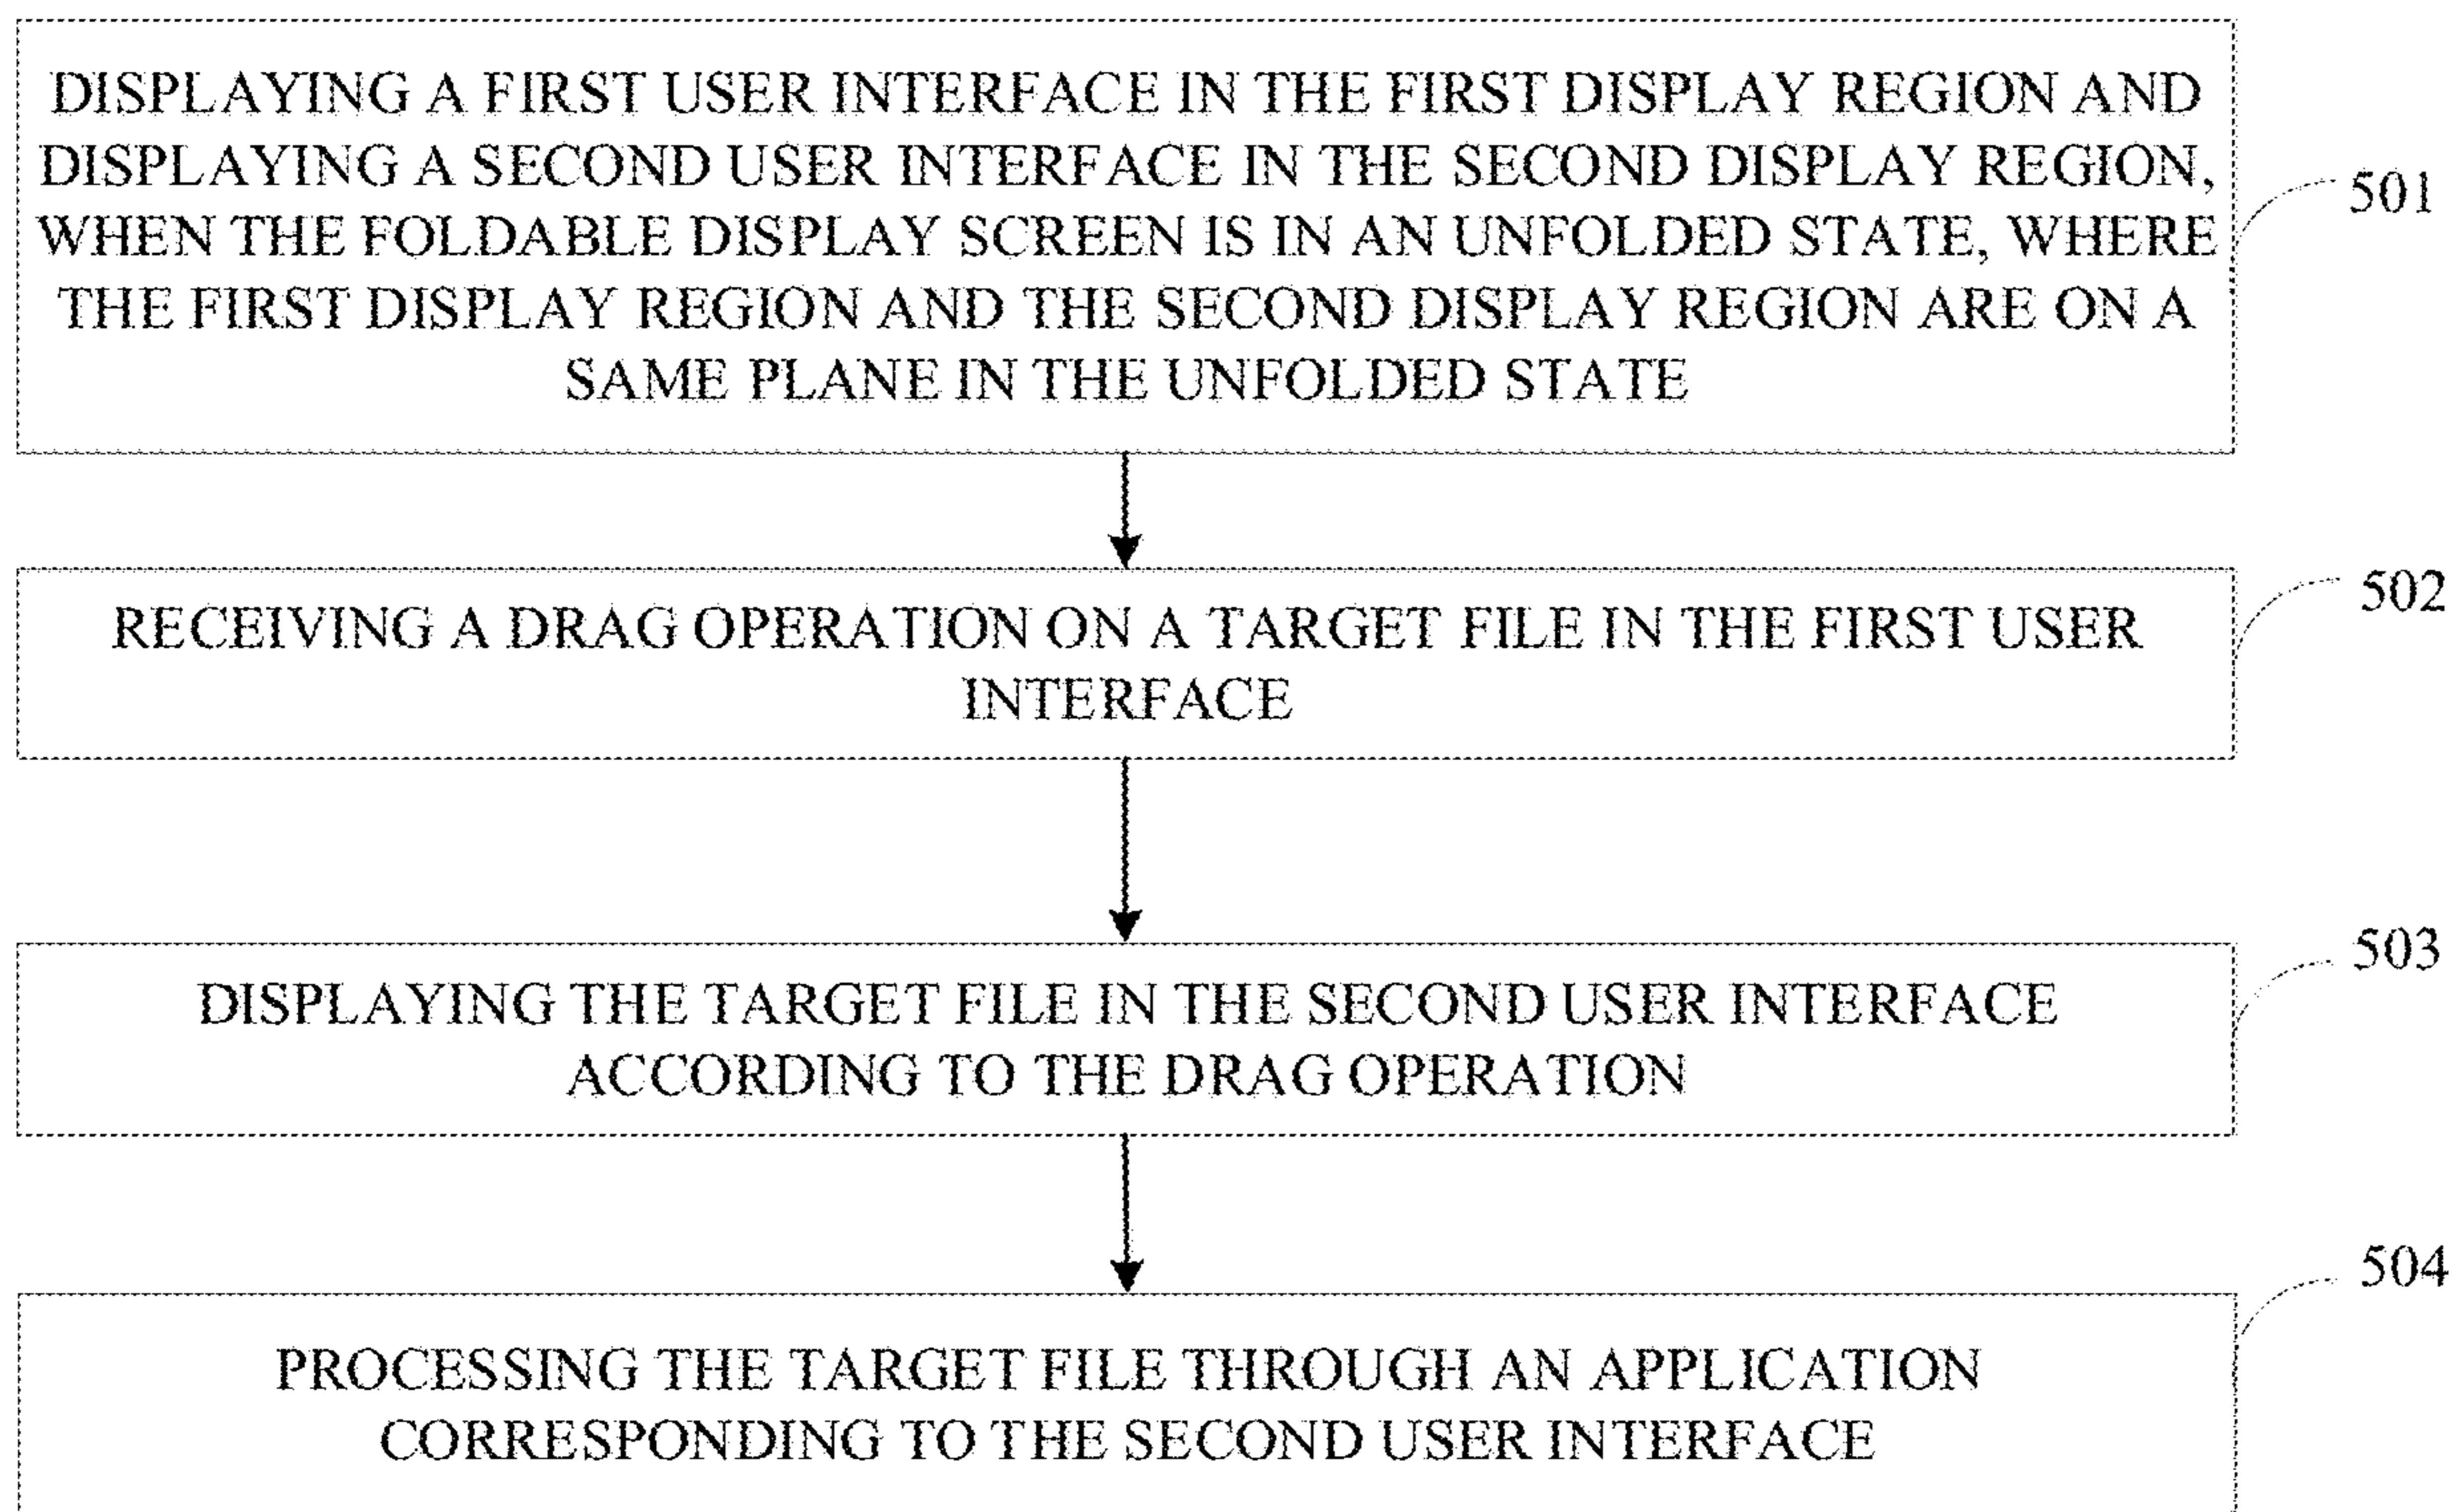 DISPLAYING A FIRST USER INTERFACE IN THE FIRST DISPLAY REGION AND
DISPLAYING A SECOND USER INTERFACE IN THE SECOND DISPLAY REGION,
WHEN THE FOLDABLE DISPLAY SCREEN IS IN AN UNFOLDED STATE, WHERE
THE FIRST DISPLAY REGION AND THE SECOND DISPLAY REGION ARE ON A
SAME PLANE IN THE UNFOLDED STATE
501
RECEIVING A DRAG OPERATION ON A TARGET FILE IN THE FIRST USER
INTERFACE
502
DISPLAYING THE TARGET FILE IN THE SECOND USER INTERFACE
ACCORDING TO THE DRAG OPERATION
503
PROCESSING THE TARGET FILE THROUGH AN APPLICATION
CORRESPONDING TO THE SECOND USER INTERFACE
504